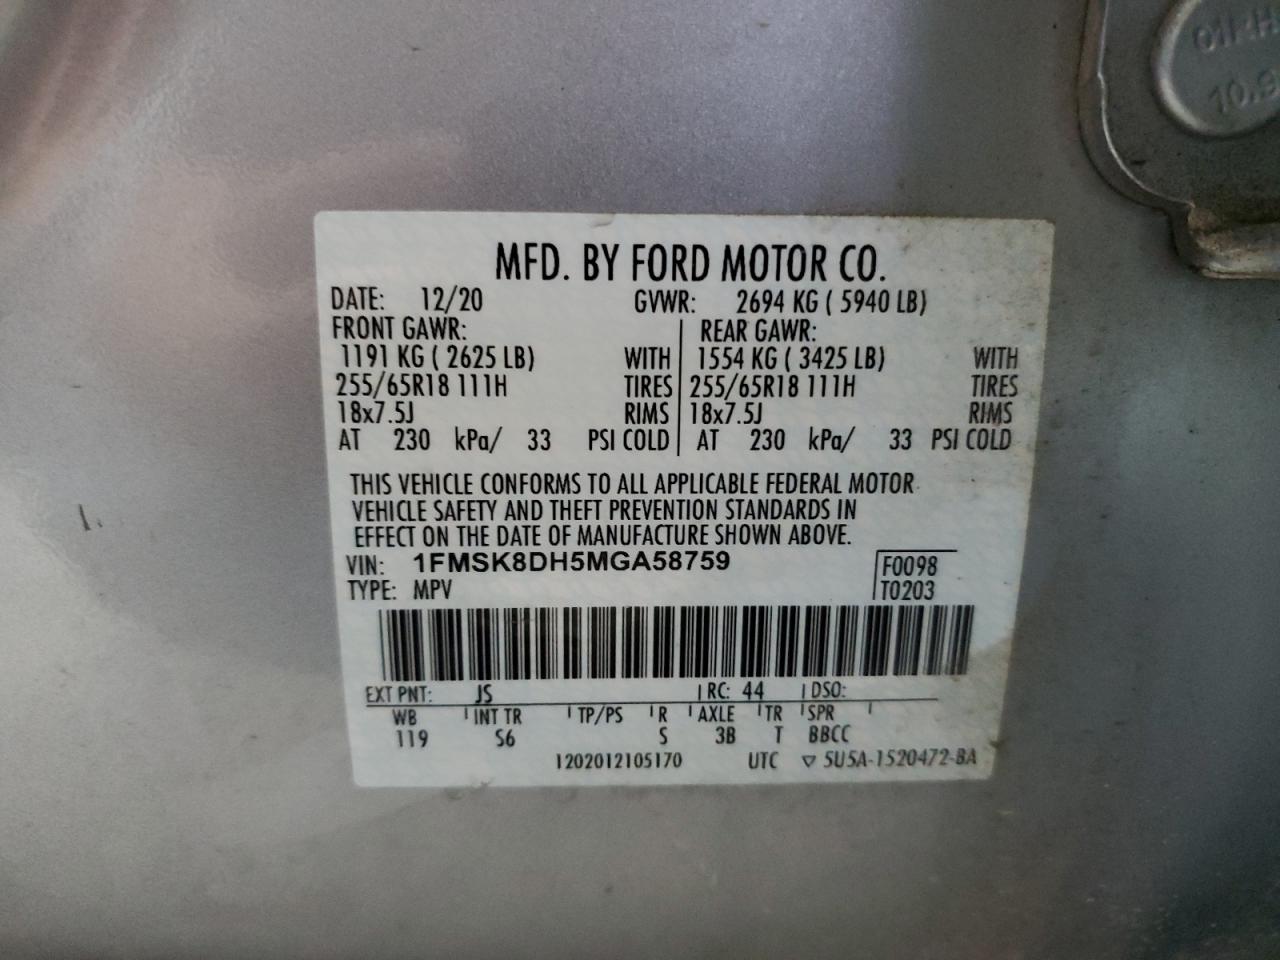 MFD. BY FORD MOTOR CO.
DATE: 12/20 GVWR: 2694 KG ( 5940 LB)
FRONT GAWR: REAR GAWR:
1191 KG ( 2625 LB) WITH 1554 KG ( 3425 LB) WITH
255/65R18 111H TIRES 255/65R18 111H TIRES
18x7.5J RIMS 18x7.5J RIMS
AT 230 kPa/ 33 PSI COLD AT 230 kPa/ 33 PSI COLD
THIS VEHICLE CONFORMS TO ALL APPLICABLE FEDERAL MOTOR
VEHICLE SAFETY AND THEFT PREVENTION STANDARDS IN
EFFECT ON THE DATE OF MANUFACTURE SHOWN ABOVE.
VIN: 1FMSK8DH5MGA58759 F0098
TYPE: MPV T0203
EXT PNT: JS RC: 44 DSO:
WB INT TR TP/PS R AXLE TR SPR
119 S6 S 3B T BBCC
1202012105170 UTC ▽ 5U5A-1520472-BA